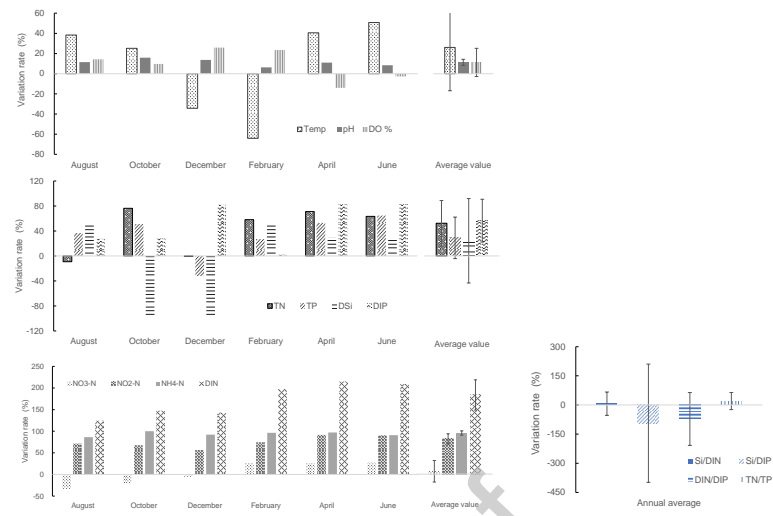 60
40
20
0
-20
-40
-60
-80
Variation rate (%)
Temp pH DO %
August October December February April June Average value
120
80
40
0
-40
-80
-120
Variation rate (%)
TN TP DSi DIP
August October December February April June Average value
250
200
150
100
50
0
-50
Variation rate (%)
NO3-N NO2-N NH4-N DIN
August October December February April June Average value
300
150
0
-150
-300
-450
Variation rate (%)
Si/DIN Si/DIP
DIN/DIP TN/TP
Annual average
f